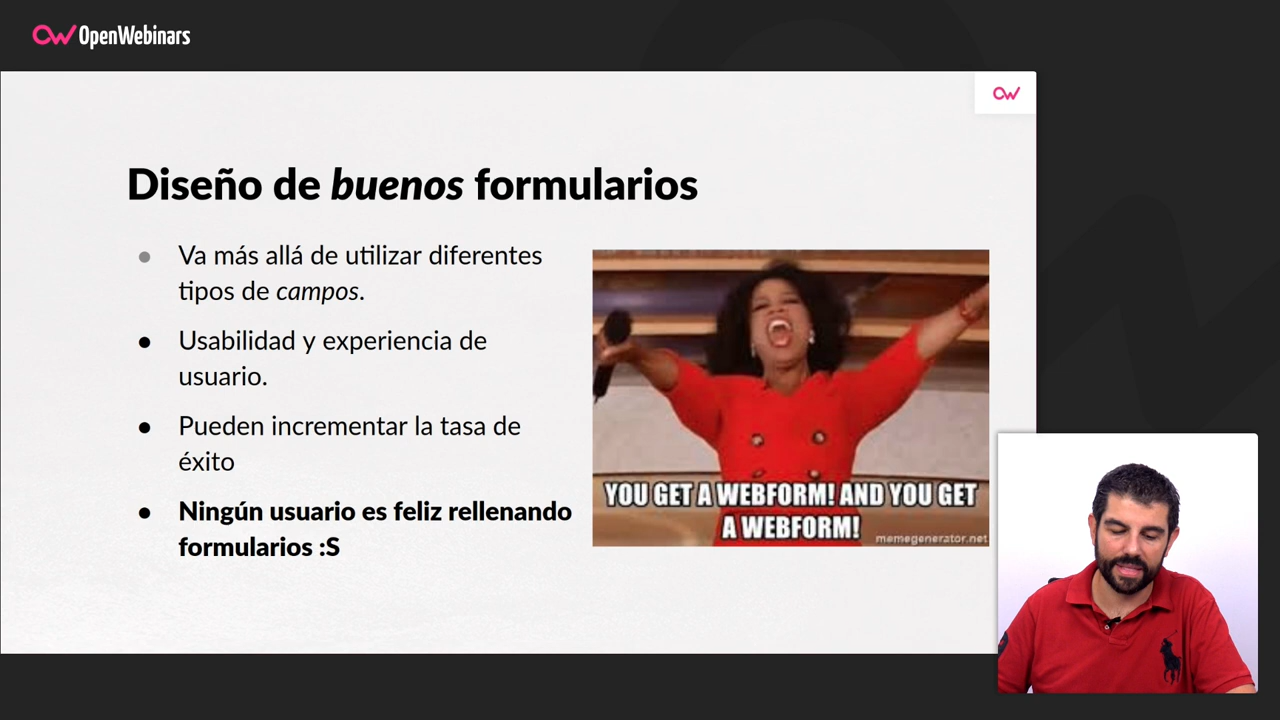 OW OpenWebinars
OW
Diseño de buenos formularios
● Va más allá de utilizar diferentes
tipos de campos.
● Usabilidad y experiencia de
usuario.
● Pueden incrementar la tasa de
éxito
● Ningún usuario es feliz rellenando
formularios :S
YOU GET A WEBFORM! AND YOU GET
A WEBFORM!
memegenerator.net